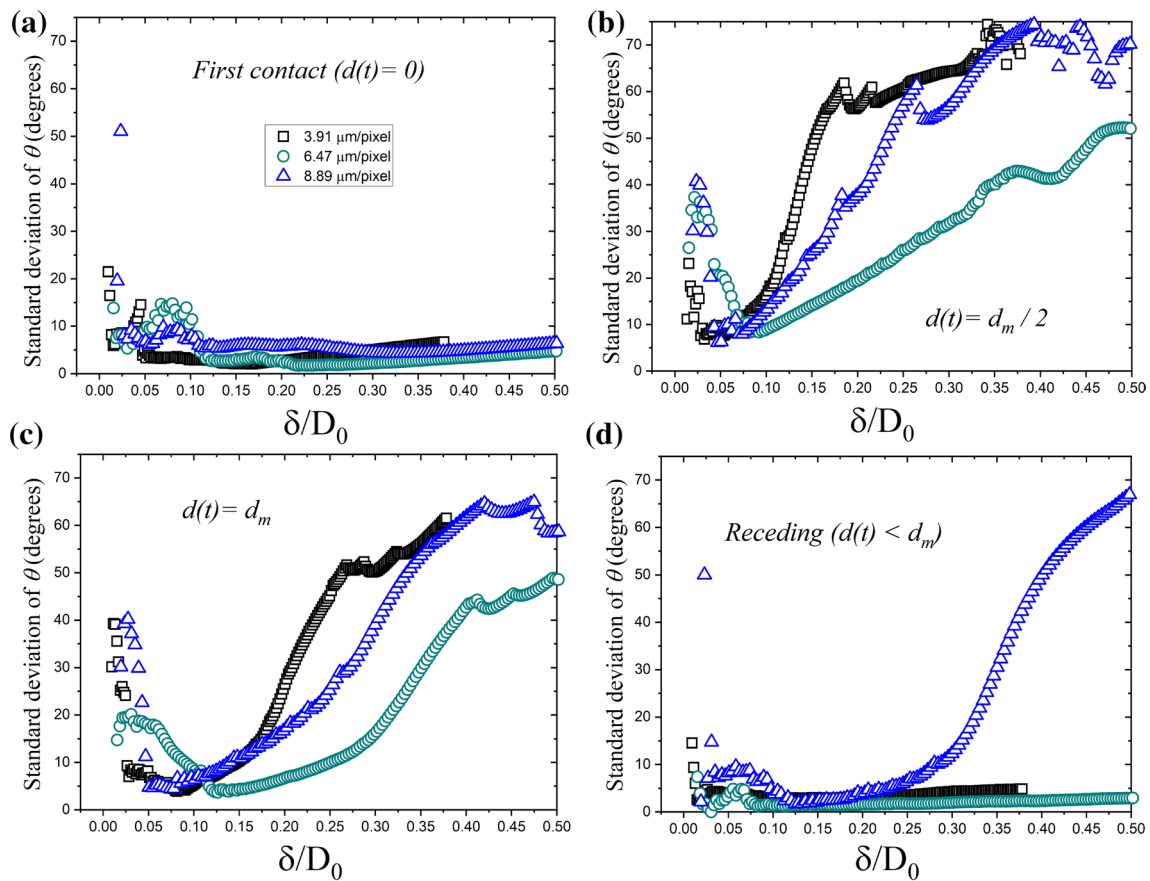 (a)
First contact (d(t)= 0)
3.91 μm/pixel
6.47 μm/pixel
8.89 μm/pixel
Standard deviation of θ (degrees)
70
60
50
40
30
20
10
0
0.00 0.05 0.10 0.15 0.20 0.25 0.30 0.35 0.40 0.45 0.50
δ/D0
(b)
d(t)= dm / 2
Standard deviation of θ (degrees)
70
60
50
40
30
20
10
0
0.00 0.05 0.10 0.15 0.20 0.25 0.30 0.35 0.40 0.45 0.50
δ/D0
(c)
d(t)= dm
Standard deviation of θ (degrees)
70
60
50
40
30
20
10
0
0.00 0.05 0.10 0.15 0.20 0.25 0.30 0.35 0.40 0.45 0.50
δ/D0
(d)
Receding (d(t) < dm)
Standard deviation of θ (degrees)
70
60
50
40
30
20
10
0
0.00 0.05 0.10 0.15 0.20 0.25 0.30 0.35 0.40 0.45 0.50
δ/D0